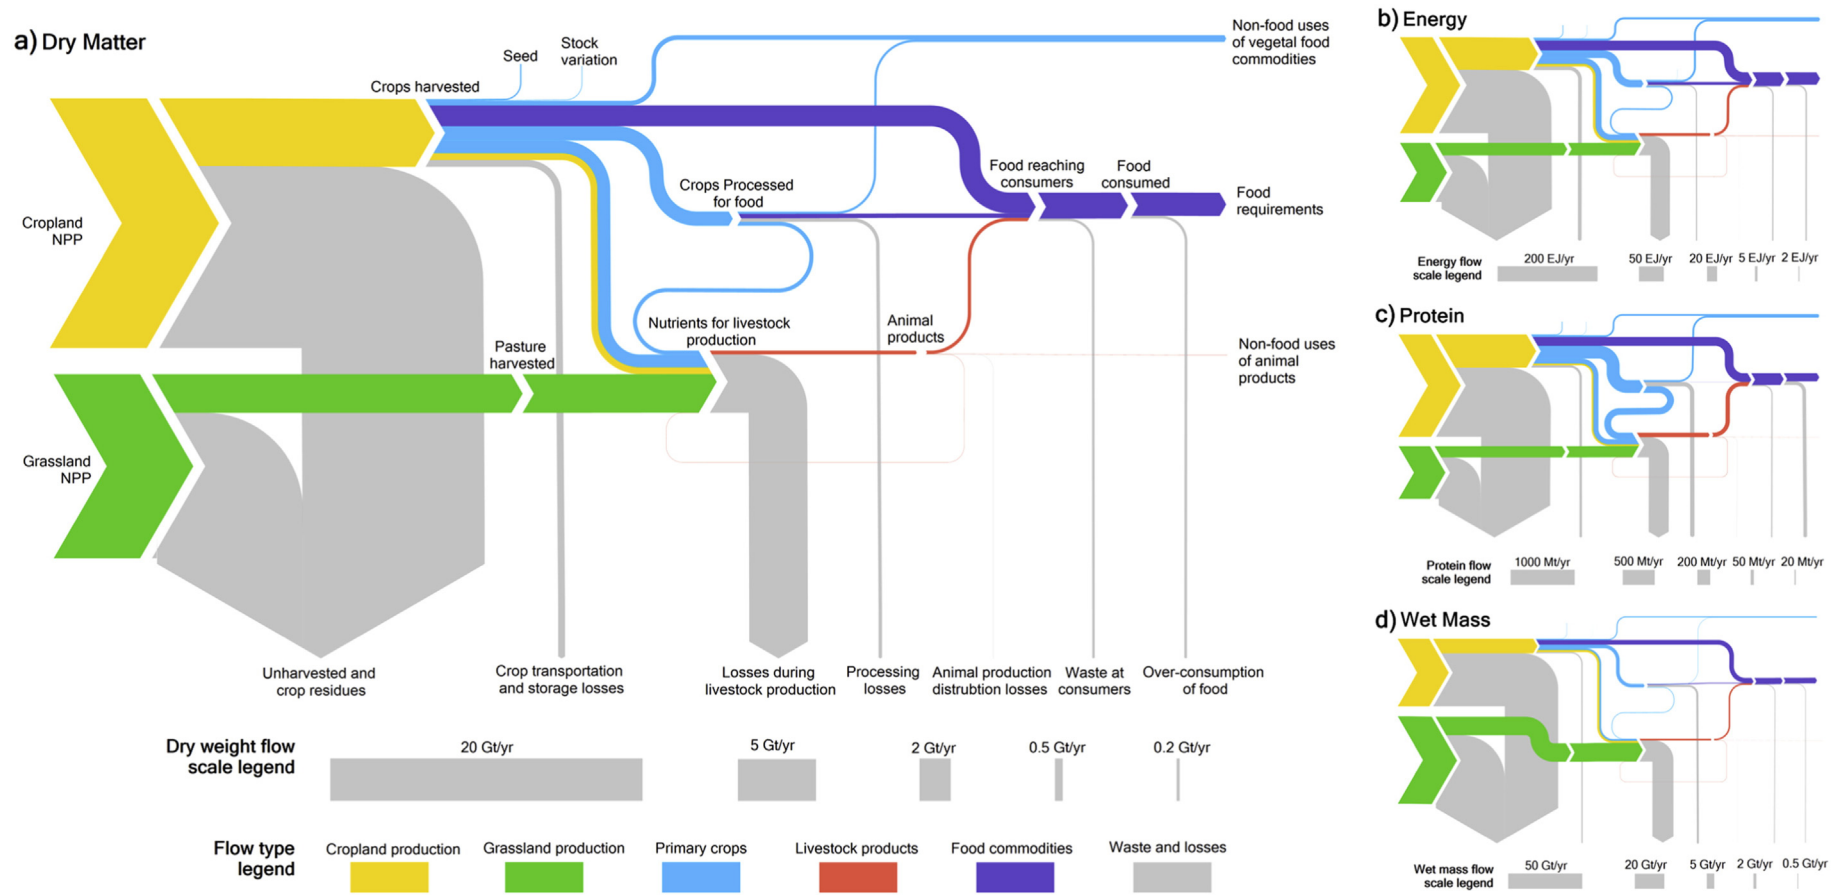 a) Dry Matter
Seed
Stock
variation
Crops harvested
Non-food uses
of vegetal food
commodities
Cropland
NPP
Crops Processed
for food
Food reaching
consumers
Food
consumed
Food
requirements
Nutrients for livestock
production
Animal
products
Pasture
harvested
Non-food uses
of animal
products
Grassland
NPP
Unharvested and
crop residues
Crop transportation
and storage losses
Losses during
livestock production
Processing
losses
Animal production
distrubtion losses
Waste at
consumers
Over-consumption
of food
Dry weight flow
scale legend
20 Gt/yr
5 Gt/yr
2 Gt/yr
0.5 Gt/yr
0.2 Gt/yr
Flow type
legend
Cropland production
Grassland production
Primary crops
Livestock products
Food commodities
Waste and losses
b) Energy
Energy flow
scale legend
200 EJ/yr
50 EJ/yr
20 EJ/yr
5 EJ/yr
2 EJ/yr
c) Protein
Protein flow
scale legend
1000 Mt/yr
500 Mt/yr
200 Mt/yr
50 Mt/yr
20 Mt/yr
d) Wet Mass
Wet mass flow
scale legend
50 Gt/yr
20 Gt/yr
5 Gt/yr
2 Gt/yr
0.5 Gt/yr